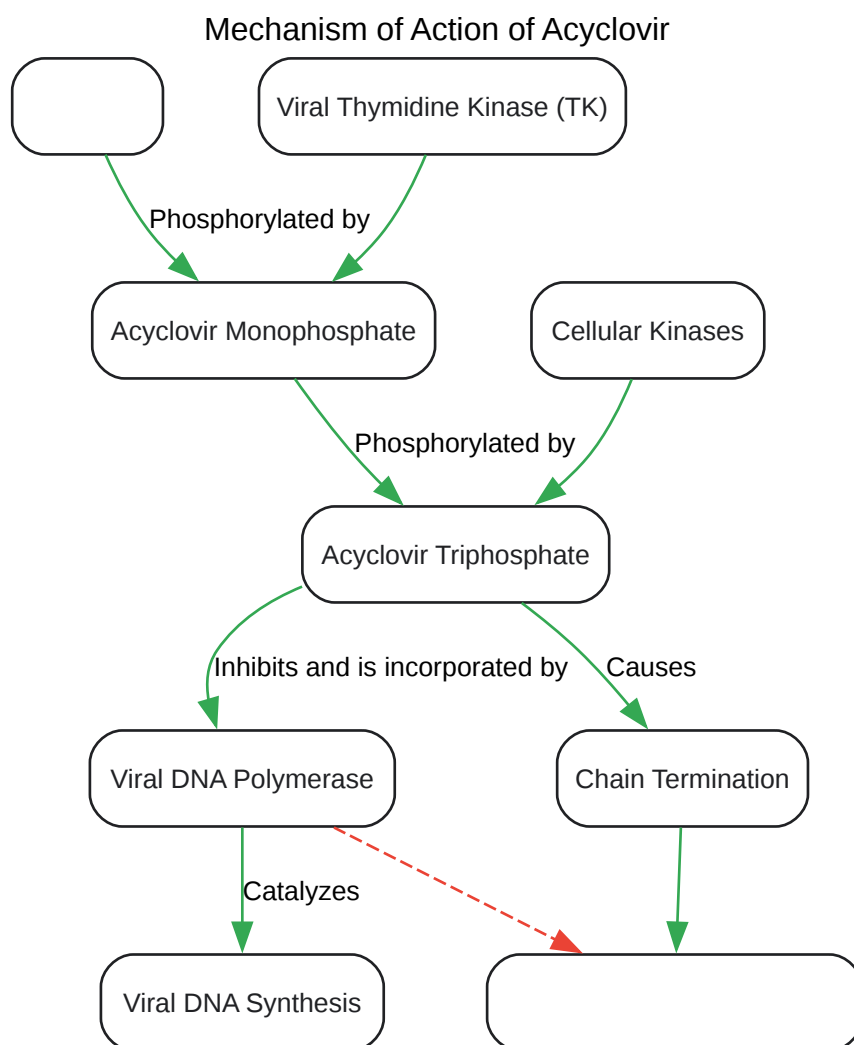 Mechanism of Action of Acyclovir
Viral Thymidine Kinase (TK)
Phosphorylated by
Acyclovir Monophosphate
Cellular Kinases
Phosphorylated by
Acyclovir Triphosphate
Inhibits and is incorporated by
Causes
Viral DNA Polymerase
Chain Termination
Catalyzes
Viral DNA Synthesis